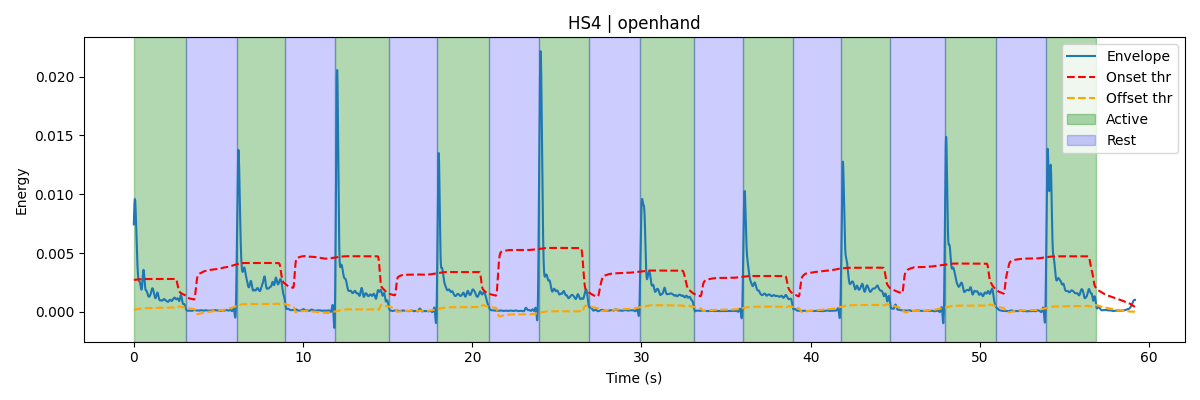 HS4 | openhand
Energy
0.020
0.015
0.010
0.005
0.000
0
10
20
30
40
50
60
Time (s)
Envelope
Onset thr
Offset thr
Active
Rest